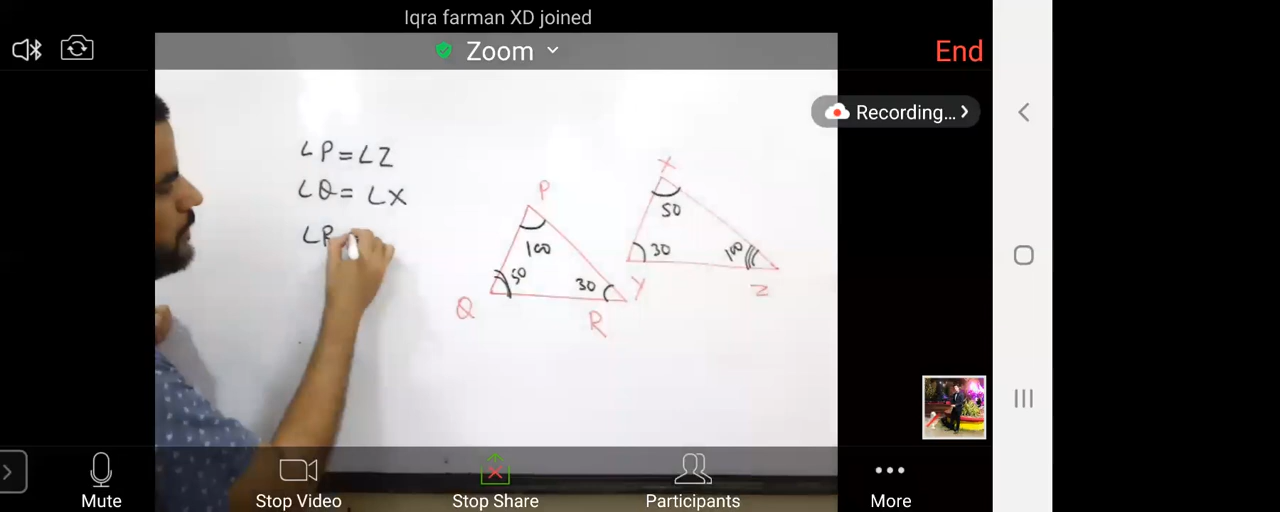 Iqra farman XD joined
Zoom
End
Recording...
∠P=∠Z
∠Q=∠X
∠R =
P
100
Q
50
30
R
X
50
Y
30
100
Z
Mute
Stop Video
Stop Share
Participants
More